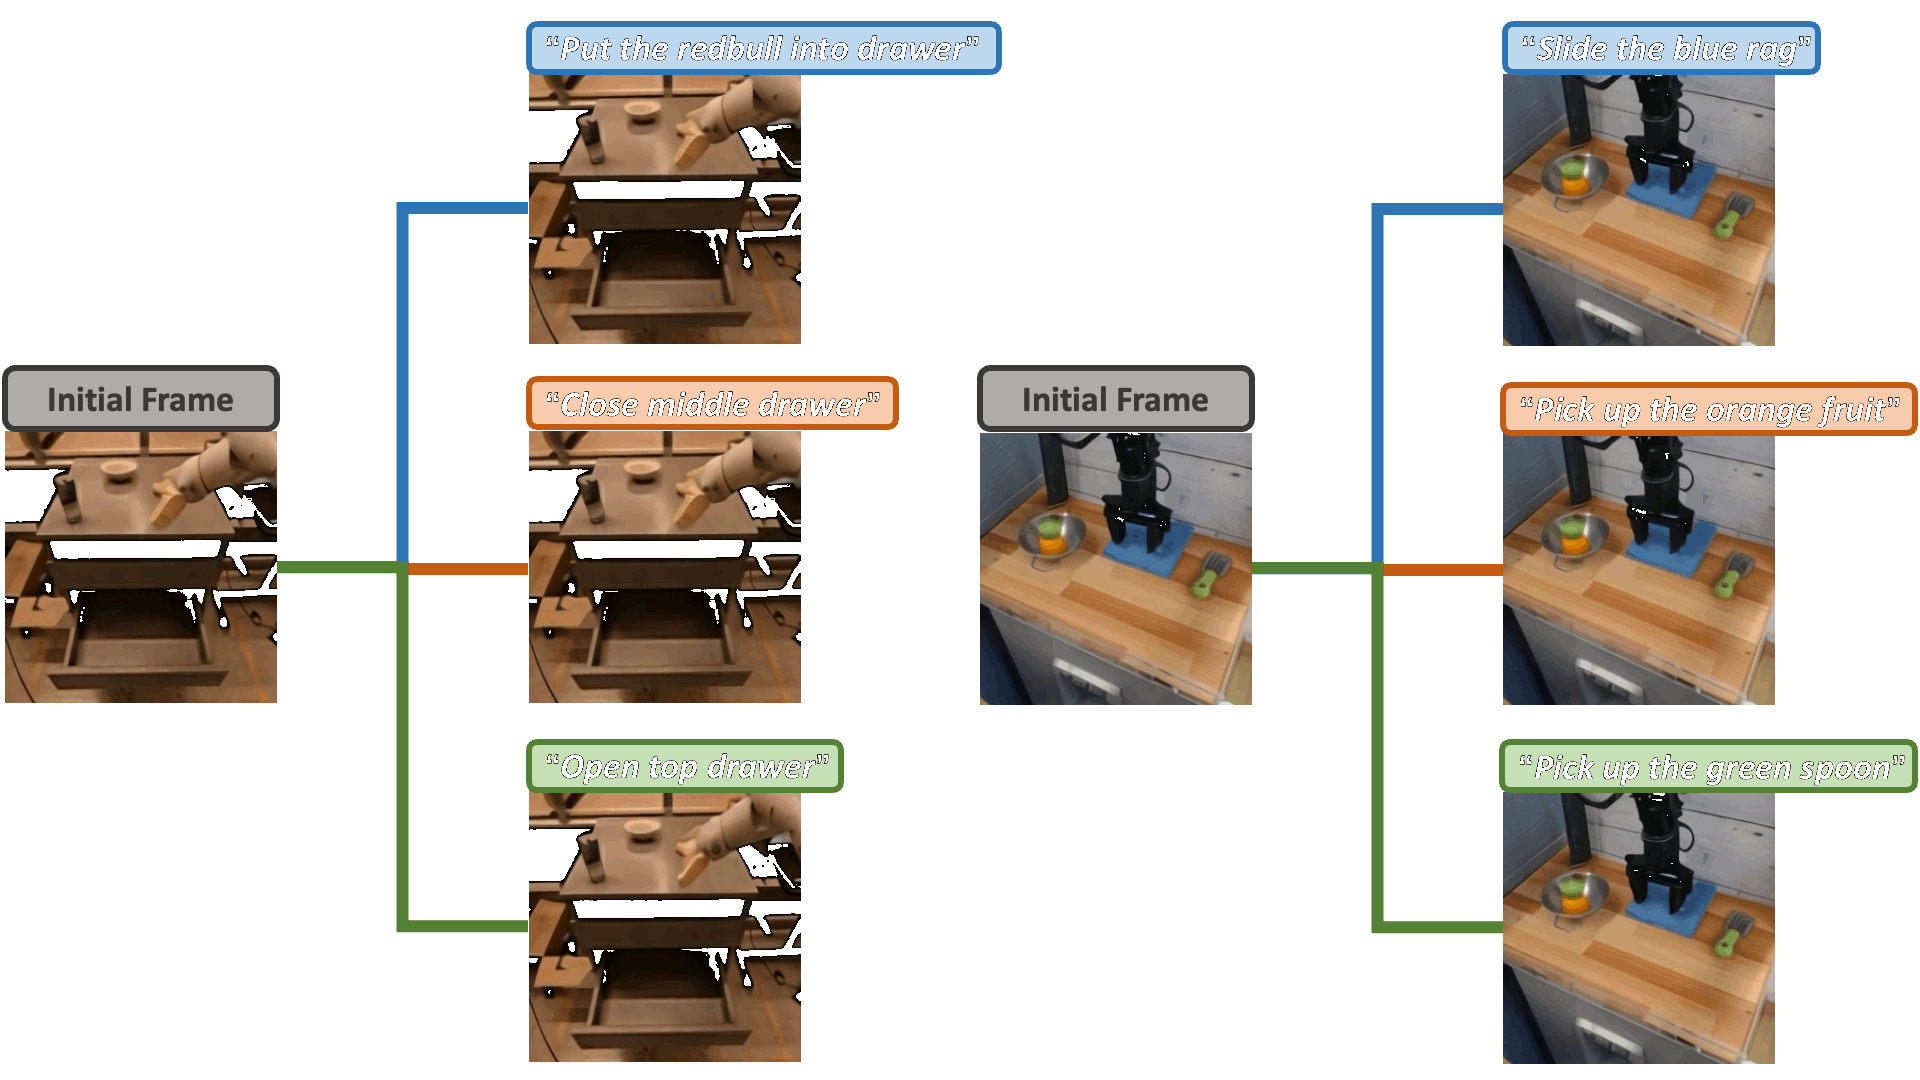 “Put the redbull into drawer”
“Close middle drawer”
“Open top drawer”
Initial Frame
“Slide the blue rag”
“Pick up the orange fruit”
“Pick up the green spoon”
Initial Frame